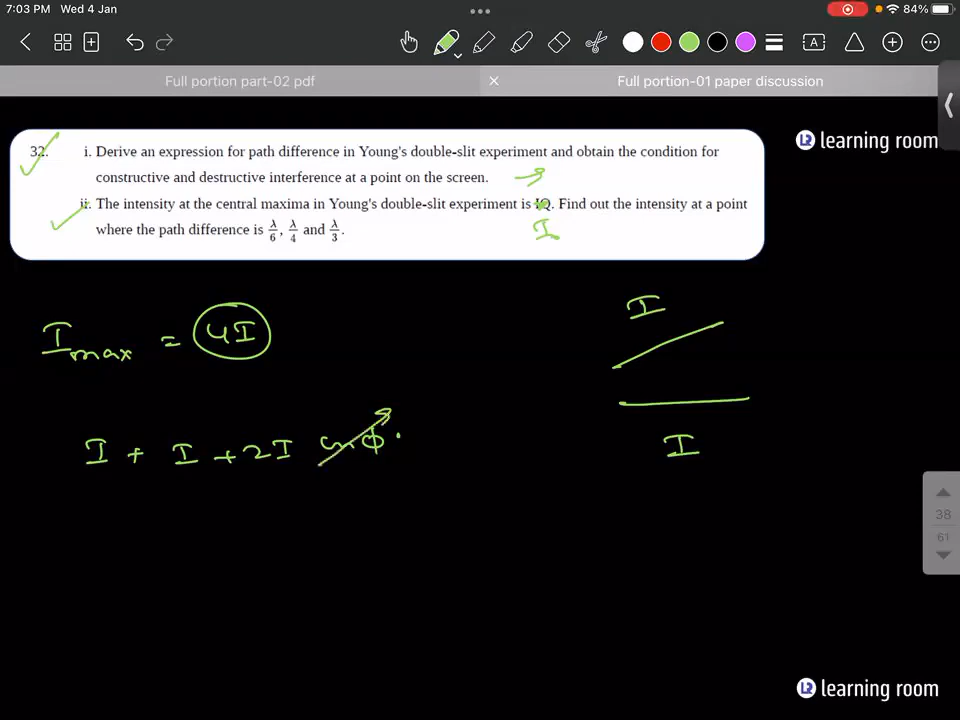 7:03 PM Wed 4 Jan
84%
Full portion part-02 pdf
Full portion-01 paper discussion
learning room
32. i. Derive an expression for path difference in Young's double-slit experiment and obtain the condition for
constructive and destructive interference at a point on the screen.
ii. The intensity at the central maxima in Young's double-slit experiment is IQ. Find out the intensity at a point
where the path difference is λ/6, λ/4 and λ/3.
I
I
I max = 4I
I + I + 2I cos ϕ.
I
38
61
learning room